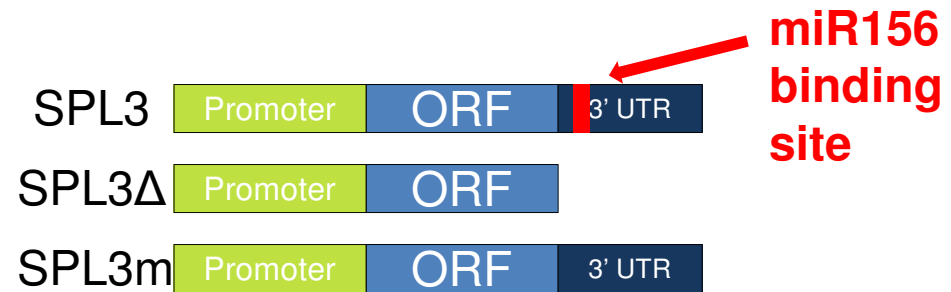 miR156
binding
site
SPL3 Promoter ORF 3’ UTR
SPL3Δ Promoter ORF
SPL3m Promoter ORF 3’ UTR